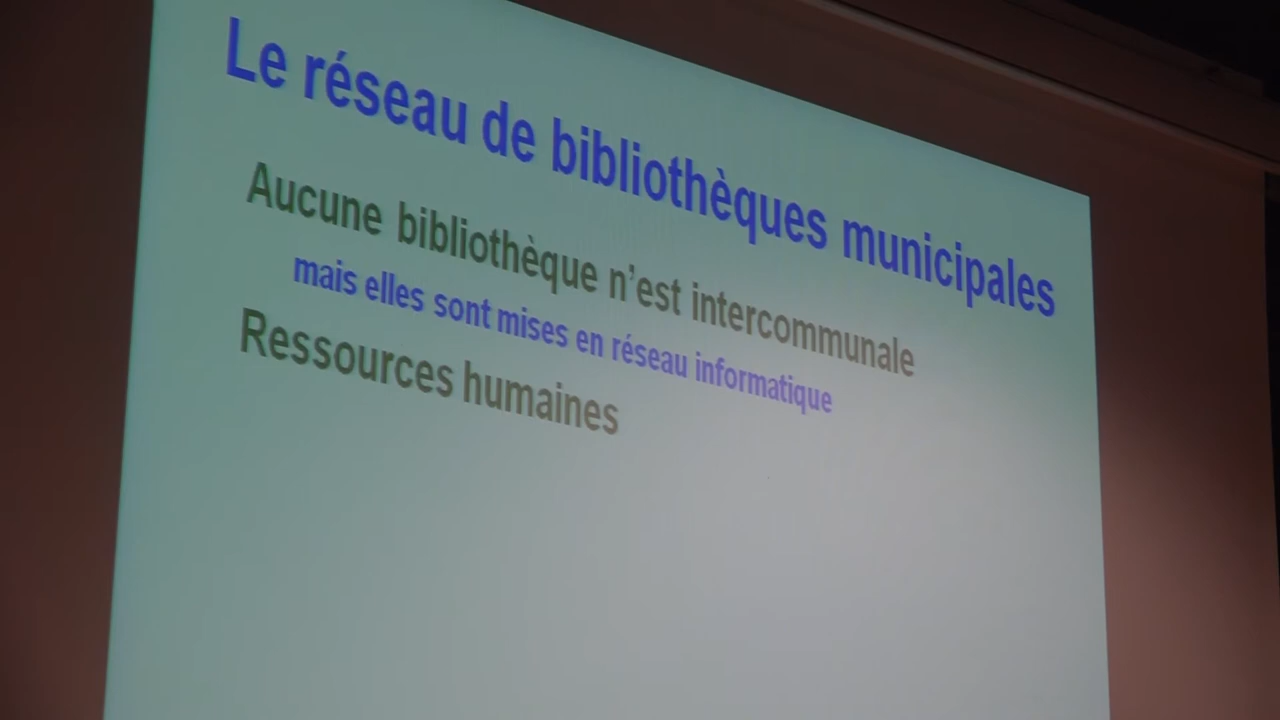 Le réseau de bibliothèques municipales
Aucune bibliothèque n’est intercommunale
mais elles sont mises en réseau informatique
Ressources humaines